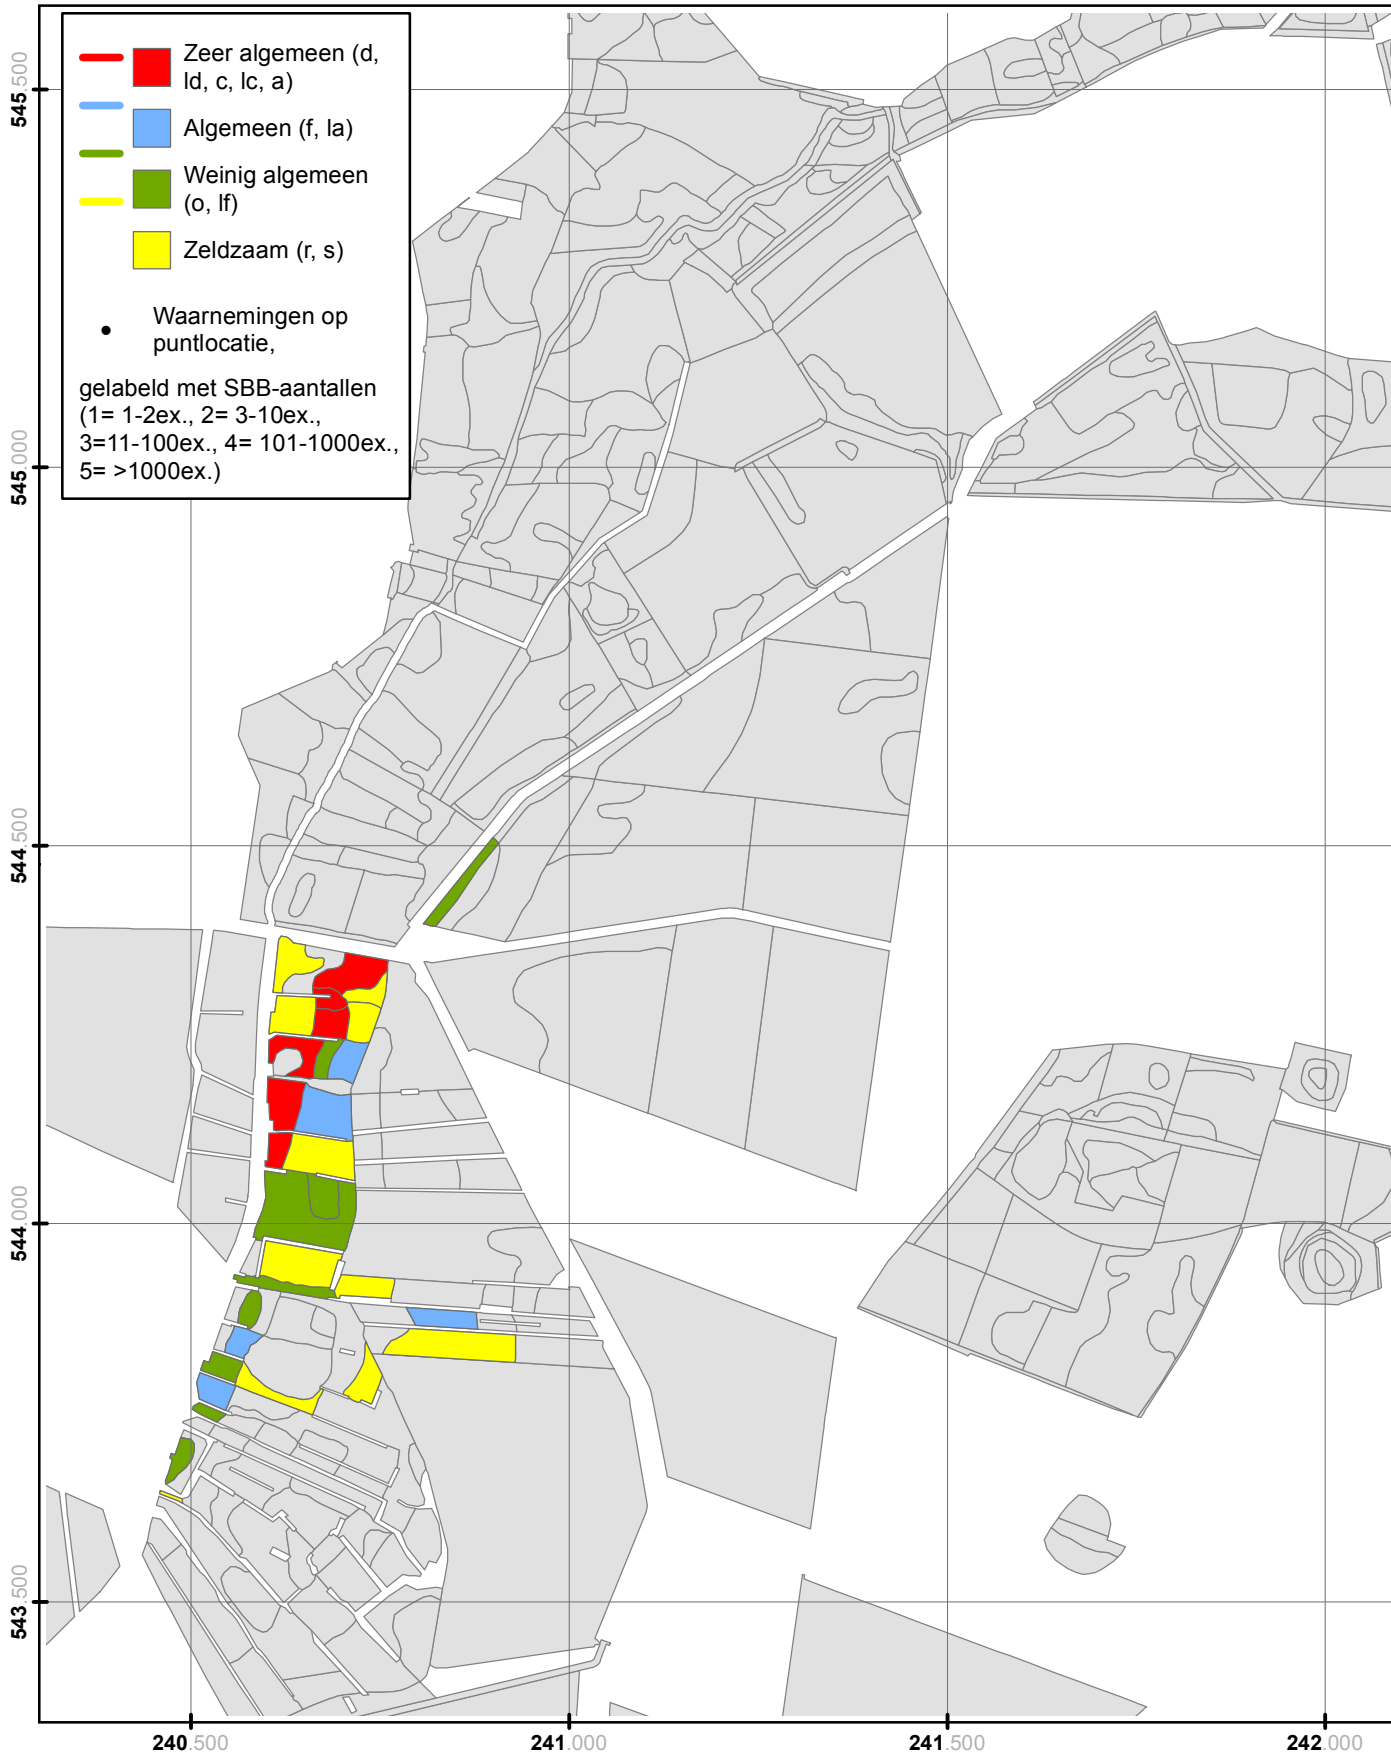 Zeer algemeen (d,
ld, c, lc, a)
Algemeen (f, la)
Weinig algemeen
(o, lf)
Zeldzaam (r, s)
Waarnemingen op
puntlocatie,
gelabeld met SBB-aantallen
(1= 1-2ex., 2= 3-10ex.,
3=11-100ex., 4= 101-1000ex.,
5= >1000ex.)
545.500
545.000
544.500
544.000
543.500
240.500
241.000
241.500
242.000